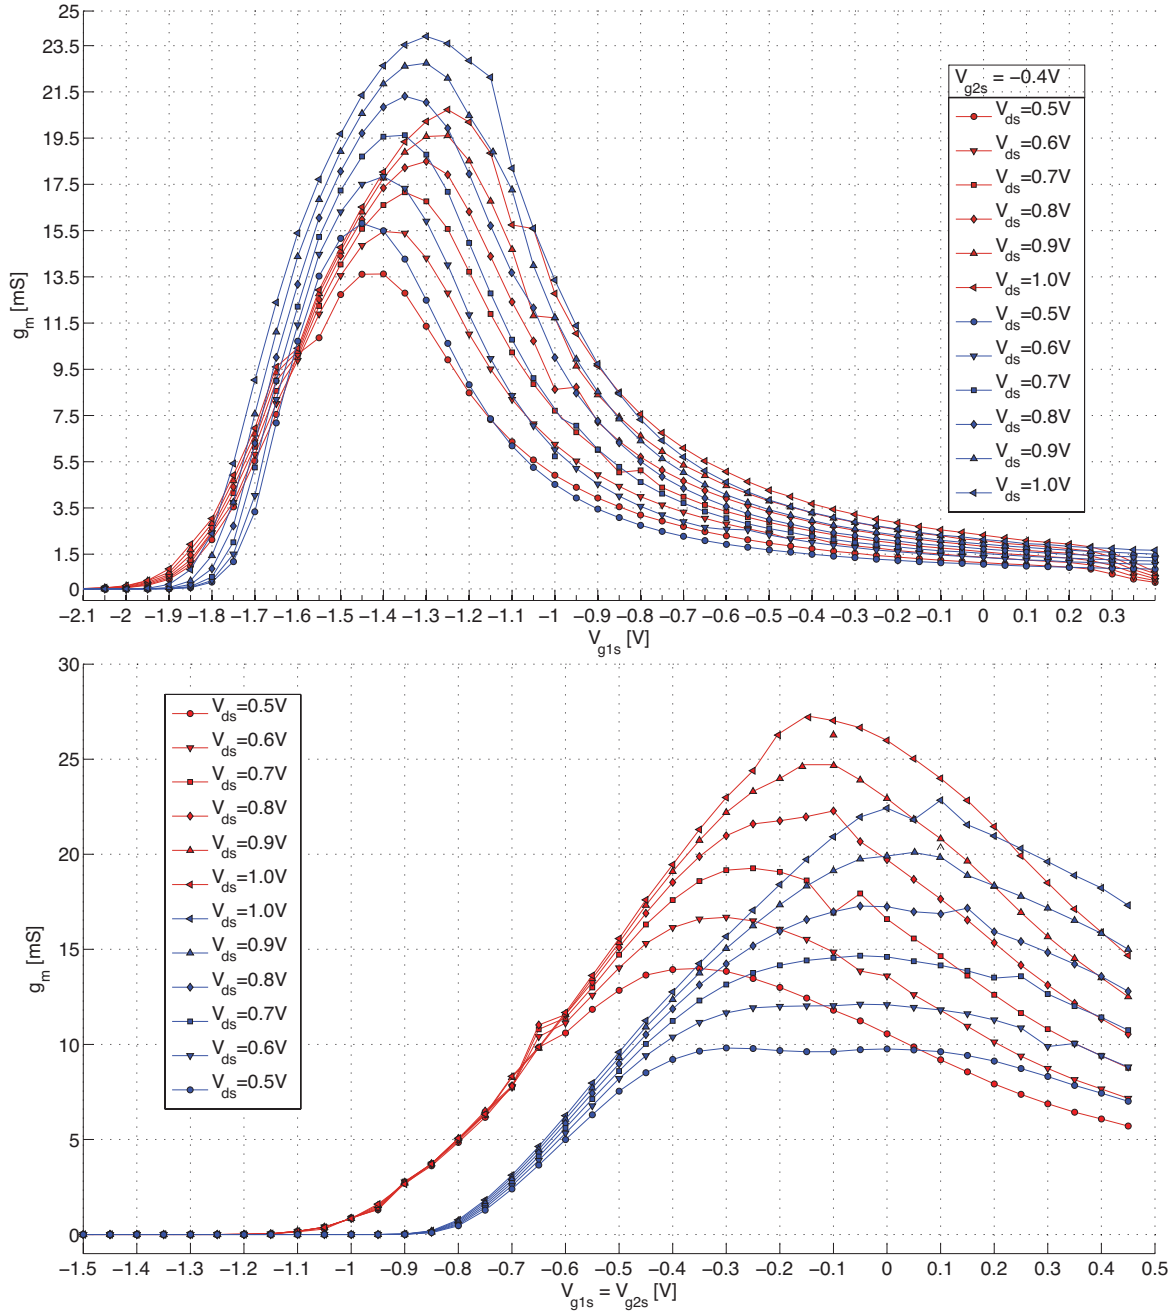 25
23.5
21.5
19.5
17.5
15.5
13.5
11.5
9.5
7.5
5.5
3.5
1.5
0
g_m [mS]
V_g2s = −0.4V
V_ds=0.5V
V_ds=0.6V
V_ds=0.7V
V_ds=0.8V
V_ds=0.9V
V_ds=1.0V
V_ds=0.5V
V_ds=0.6V
V_ds=0.7V
V_ds=0.8V
V_ds=0.9V
V_ds=1.0V
−2.1 −2 −1.9 −1.8 −1.7 −1.6 −1.5 −1.4 −1.3 −1.2 −1.1 −1 −0.9 −0.8 −0.7 −0.6 −0.5 −0.4 −0.3 −0.2 −0.1 0 0.1 0.2 0.3
V_g1s [V]
30
25
20
15
10
5
0
g_m [mS]
V_ds=0.5V
V_ds=0.6V
V_ds=0.7V
V_ds=0.8V
V_ds=0.9V
V_ds=1.0V
V_ds=1.0V
V_ds=0.9V
V_ds=0.8V
V_ds=0.7V
V_ds=0.6V
V_ds=0.5V
−1.5 −1.4 −1.3 −1.2 −1.1 −1 −0.9 −0.8 −0.7 −0.6 −0.5 −0.4 −0.3 −0.2 −0.1 0 0.1 0.2 0.3 0.4 0.5
V_g1s = V_g2s [V]